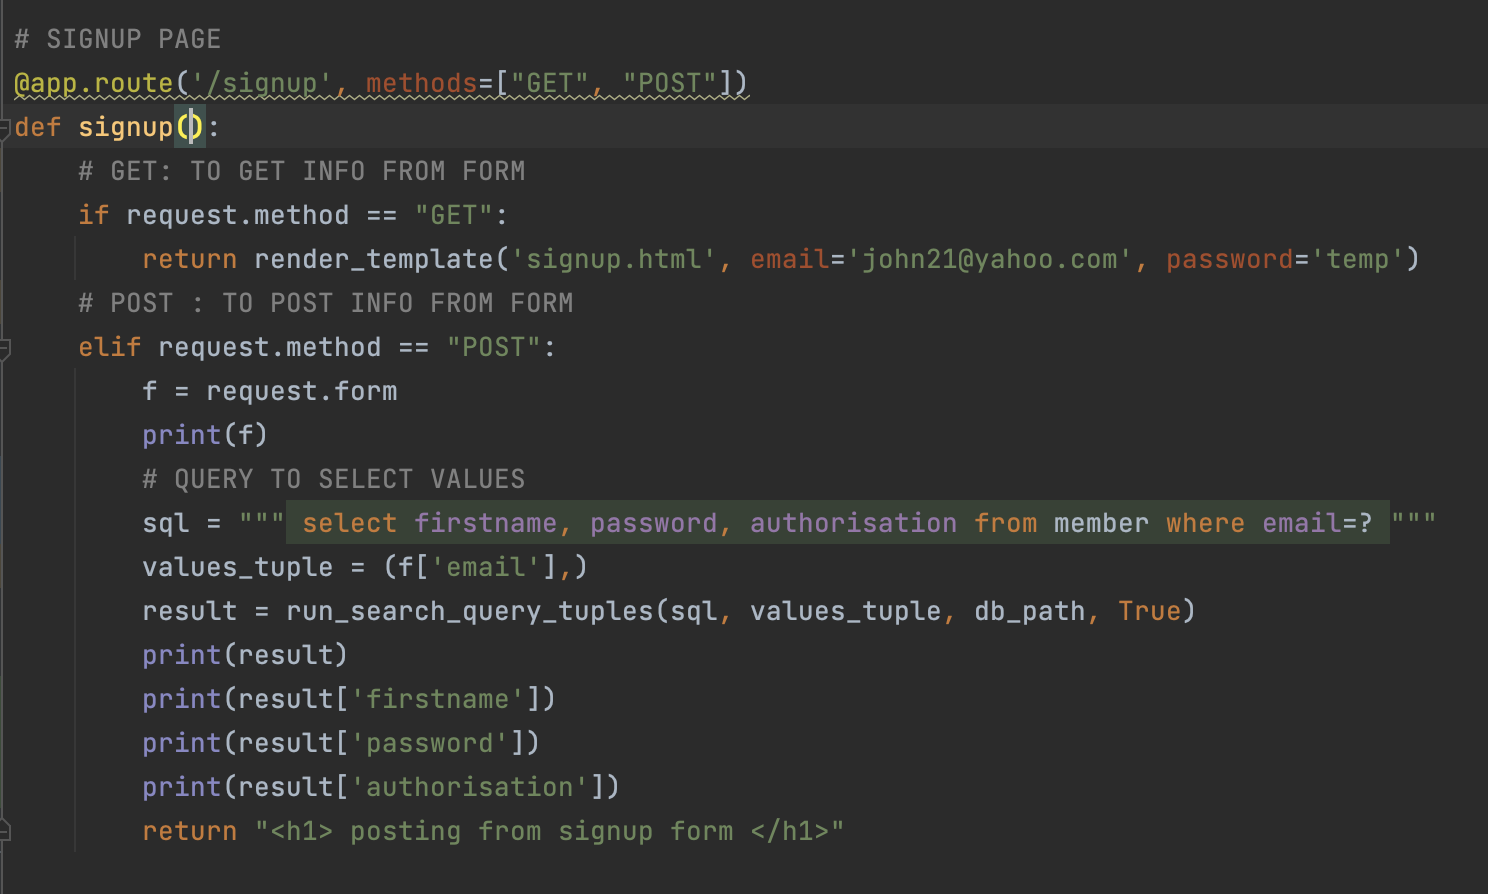 # SIGNUP PAGE
@app.route('/signup', methods=["GET", "POST"])
def signup():
    # GET: TO GET INFO FROM FORM
    if request.method == "GET":
        return render_template('signup.html', email='john21@yahoo.com', password='temp')
    # POST : TO POST INFO FROM FORM
    elif request.method == "POST":
        f = request.form
        print(f)
        # QUERY TO SELECT VALUES
        sql = """ select firstname, password, authorisation from member where email=? """
        values_tuple = (f['email'],)
        result = run_search_query_tuples(sql, values_tuple, db_path, True)
        print(result)
        print(result['firstname'])
        print(result['password'])
        print(result['authorisation'])
        return "<h1> posting from signup form </h1>"